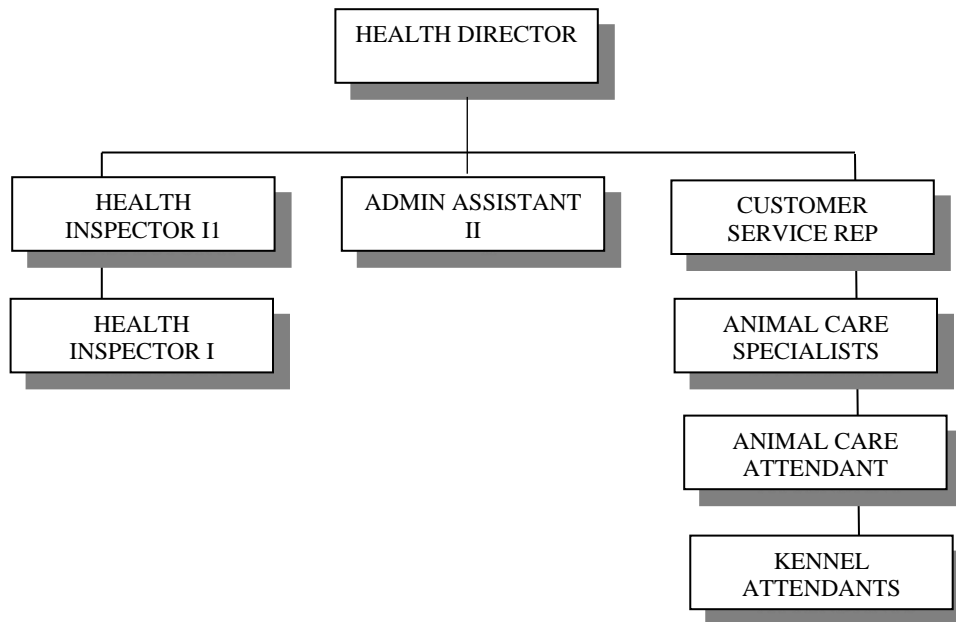 HEALTH DIRECTOR
HEALTH
INSPECTOR I1
ADMIN ASSISTANT
II
CUSTOMER
SERVICE REP
HEALTH
INSPECTOR I
ANIMAL CARE
SPECIALISTS
ANIMAL CARE
ATTENDANT
KENNEL
ATTENDANTS